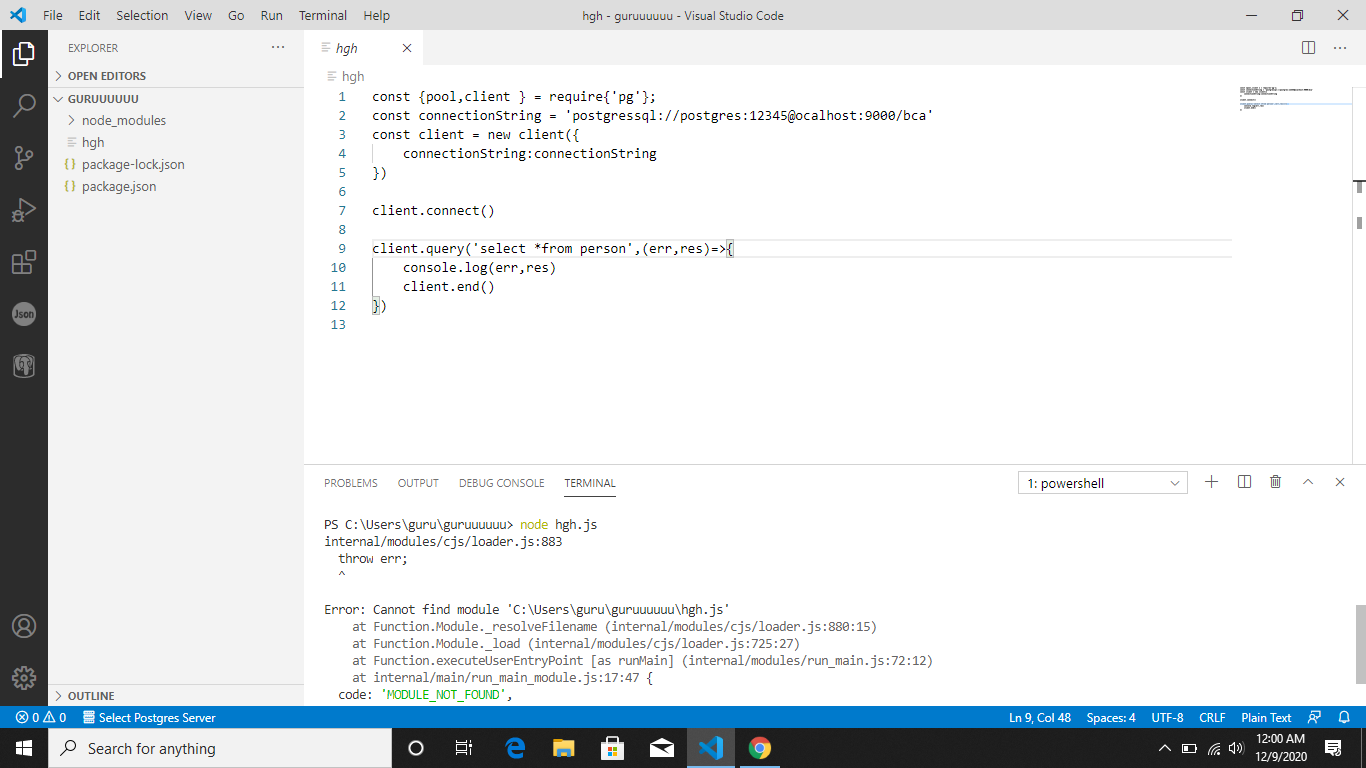 File Edit Selection View Go Run Terminal Help
hgh - guruuuuuu - Visual Studio Code
EXPLORER
OPEN EDITORS
GURUUUUUU
node_modules
hgh
package-lock.json
package.json
OUTLINE
Json
hgh
hgh
1 const {pool,client } = require{'pg'};
2 const connectionString = 'postgressql://postgres:12345@ocalhost:9000/bca'
3 const client = new client({
4 connectionString:connectionString
5 })
6
7 client.connect()
8
9 client.query('select *from person',(err,res)=>{
10 console.log(err,res)
11 client.end()
12 })
13
PROBLEMS OUTPUT DEBUG CONSOLE TERMINAL
1: powershell
PS C:\Users\guru\guruuuuuu> node hgh.js
internal/modules/cjs/loader.js:883
throw err;
^
Error: Cannot find module 'C:\Users\guru\guruuuuuu\hgh.js'
at Function.Module._resolveFilename (internal/modules/cjs/loader.js:880:15)
at Function.Module._load (internal/modules/cjs/loader.js:725:27)
at Function.executeUserEntryPoint [as runMain] (internal/modules/run_main.js:72:12)
at internal/main/run_main_module.js:17:47 {
code: 'MODULE_NOT_FOUND',
0 0 Select Postgres Server
Ln 9, Col 48 Spaces: 4 UTF-8 CRLF Plain Text
Search for anything
12:00 AM
12/9/2020